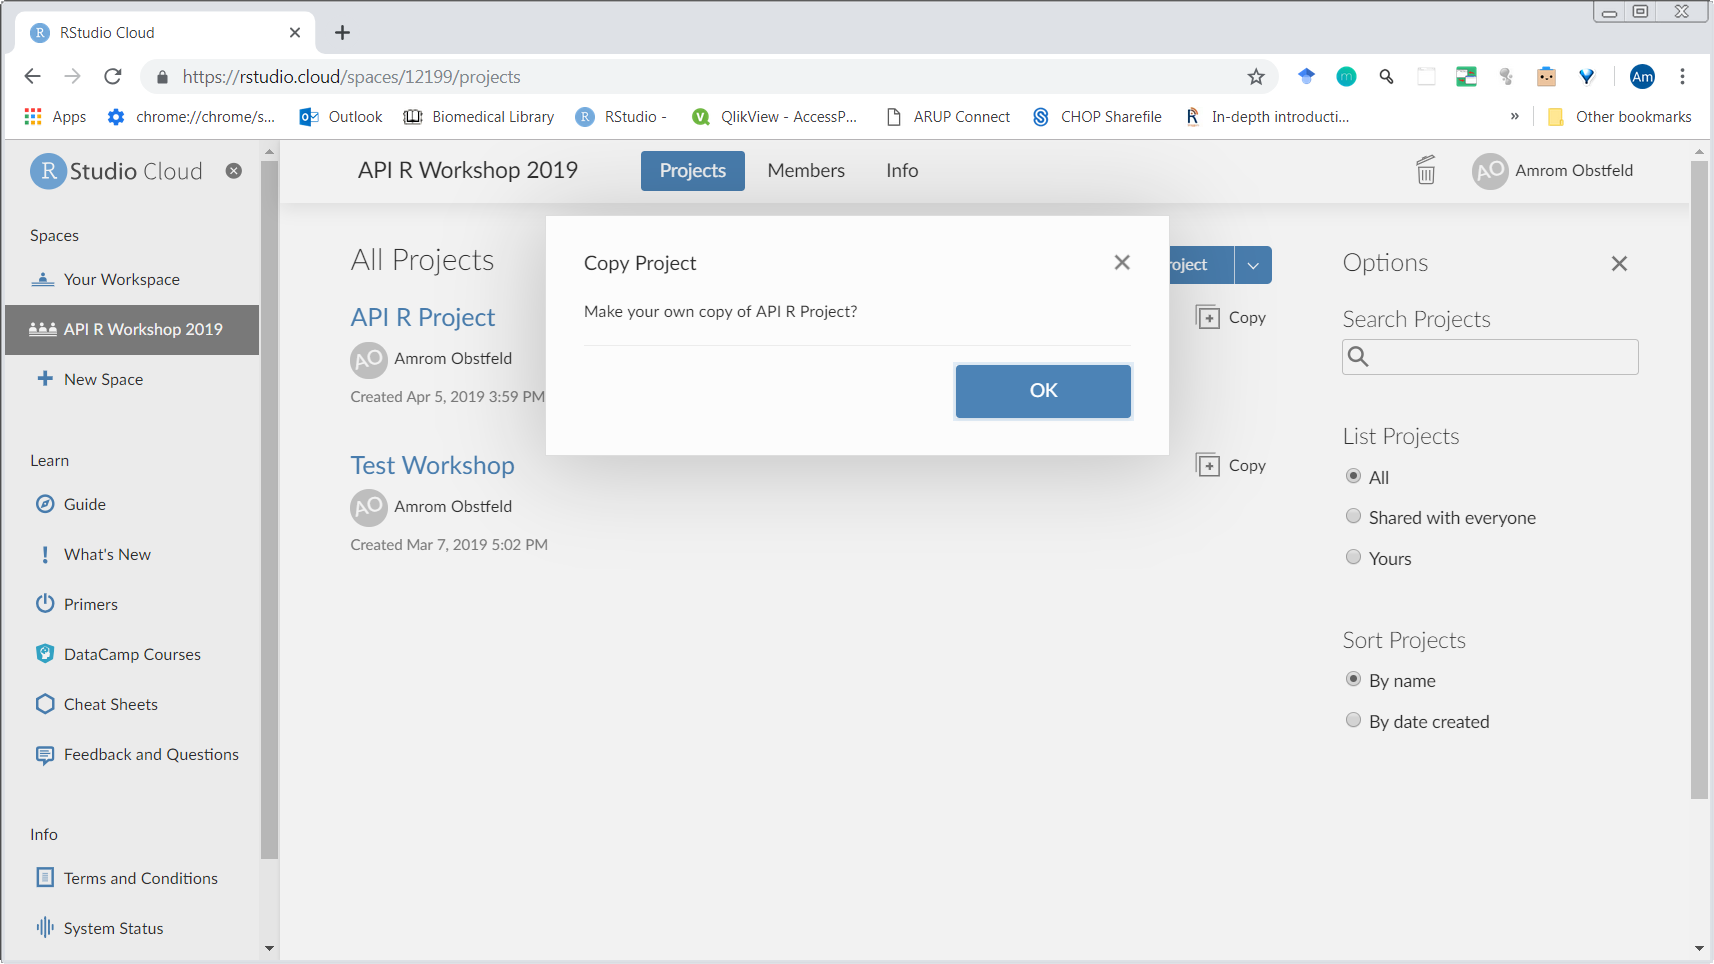 RStudio Cloud
https://rstudio.cloud/spaces/12199/projects
Am
Apps
chrome://chrome/s...
Outlook
Biomedical Library
RStudio -
QlikView - AccessP...
ARUP Connect
CHOP Sharefile
In-depth introducti...
»
Other bookmarks
R Studio Cloud
API R Workshop 2019
Projects
Members
Info
AO
Amrom Obstfeld
Spaces
Your Workspace
API R Workshop 2019
New Space
Learn
Guide
What's New
Primers
DataCamp Courses
Cheat Sheets
Feedback and Questions
Info
Terms and Conditions
System Status
All Projects
roject
API R Project
Copy
AO
Amrom Obstfeld
Created Apr 5, 2019 3:59 PM
Test Workshop
Copy
AO
Amrom Obstfeld
Created Mar 7, 2019 5:02 PM
Copy Project
Make your own copy of API R Project?
OK
Options
Search Projects
List Projects
All
Shared with everyone
Yours
Sort Projects
By name
By date created